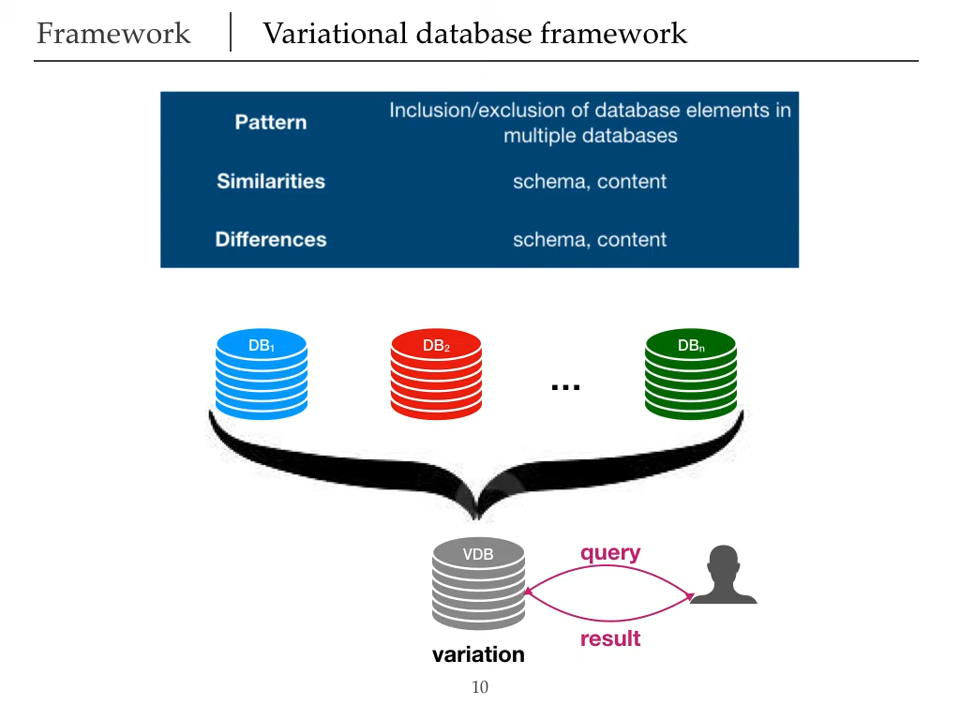 Framework | Variational database framework
Pattern
Inclusion/exclusion of database elements in
multiple databases
Similarities
schema, content
Differences
schema, content
DB₁
DB₂
...
DBₙ
VDB
query
result
variation
10